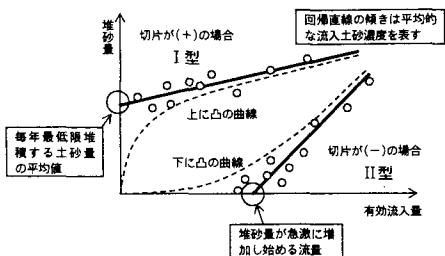 堆砂量
切片が(+)の場合
I型
回帰直線の傾きは平均的
な流入土砂濃度を表す
上に凸の曲線
毎年最低限堆
積する土砂量
の平均値
下に凸の曲線
切片が(-)の場合
II型
有効流入量
堆砂量が急激に増
加し始める流量